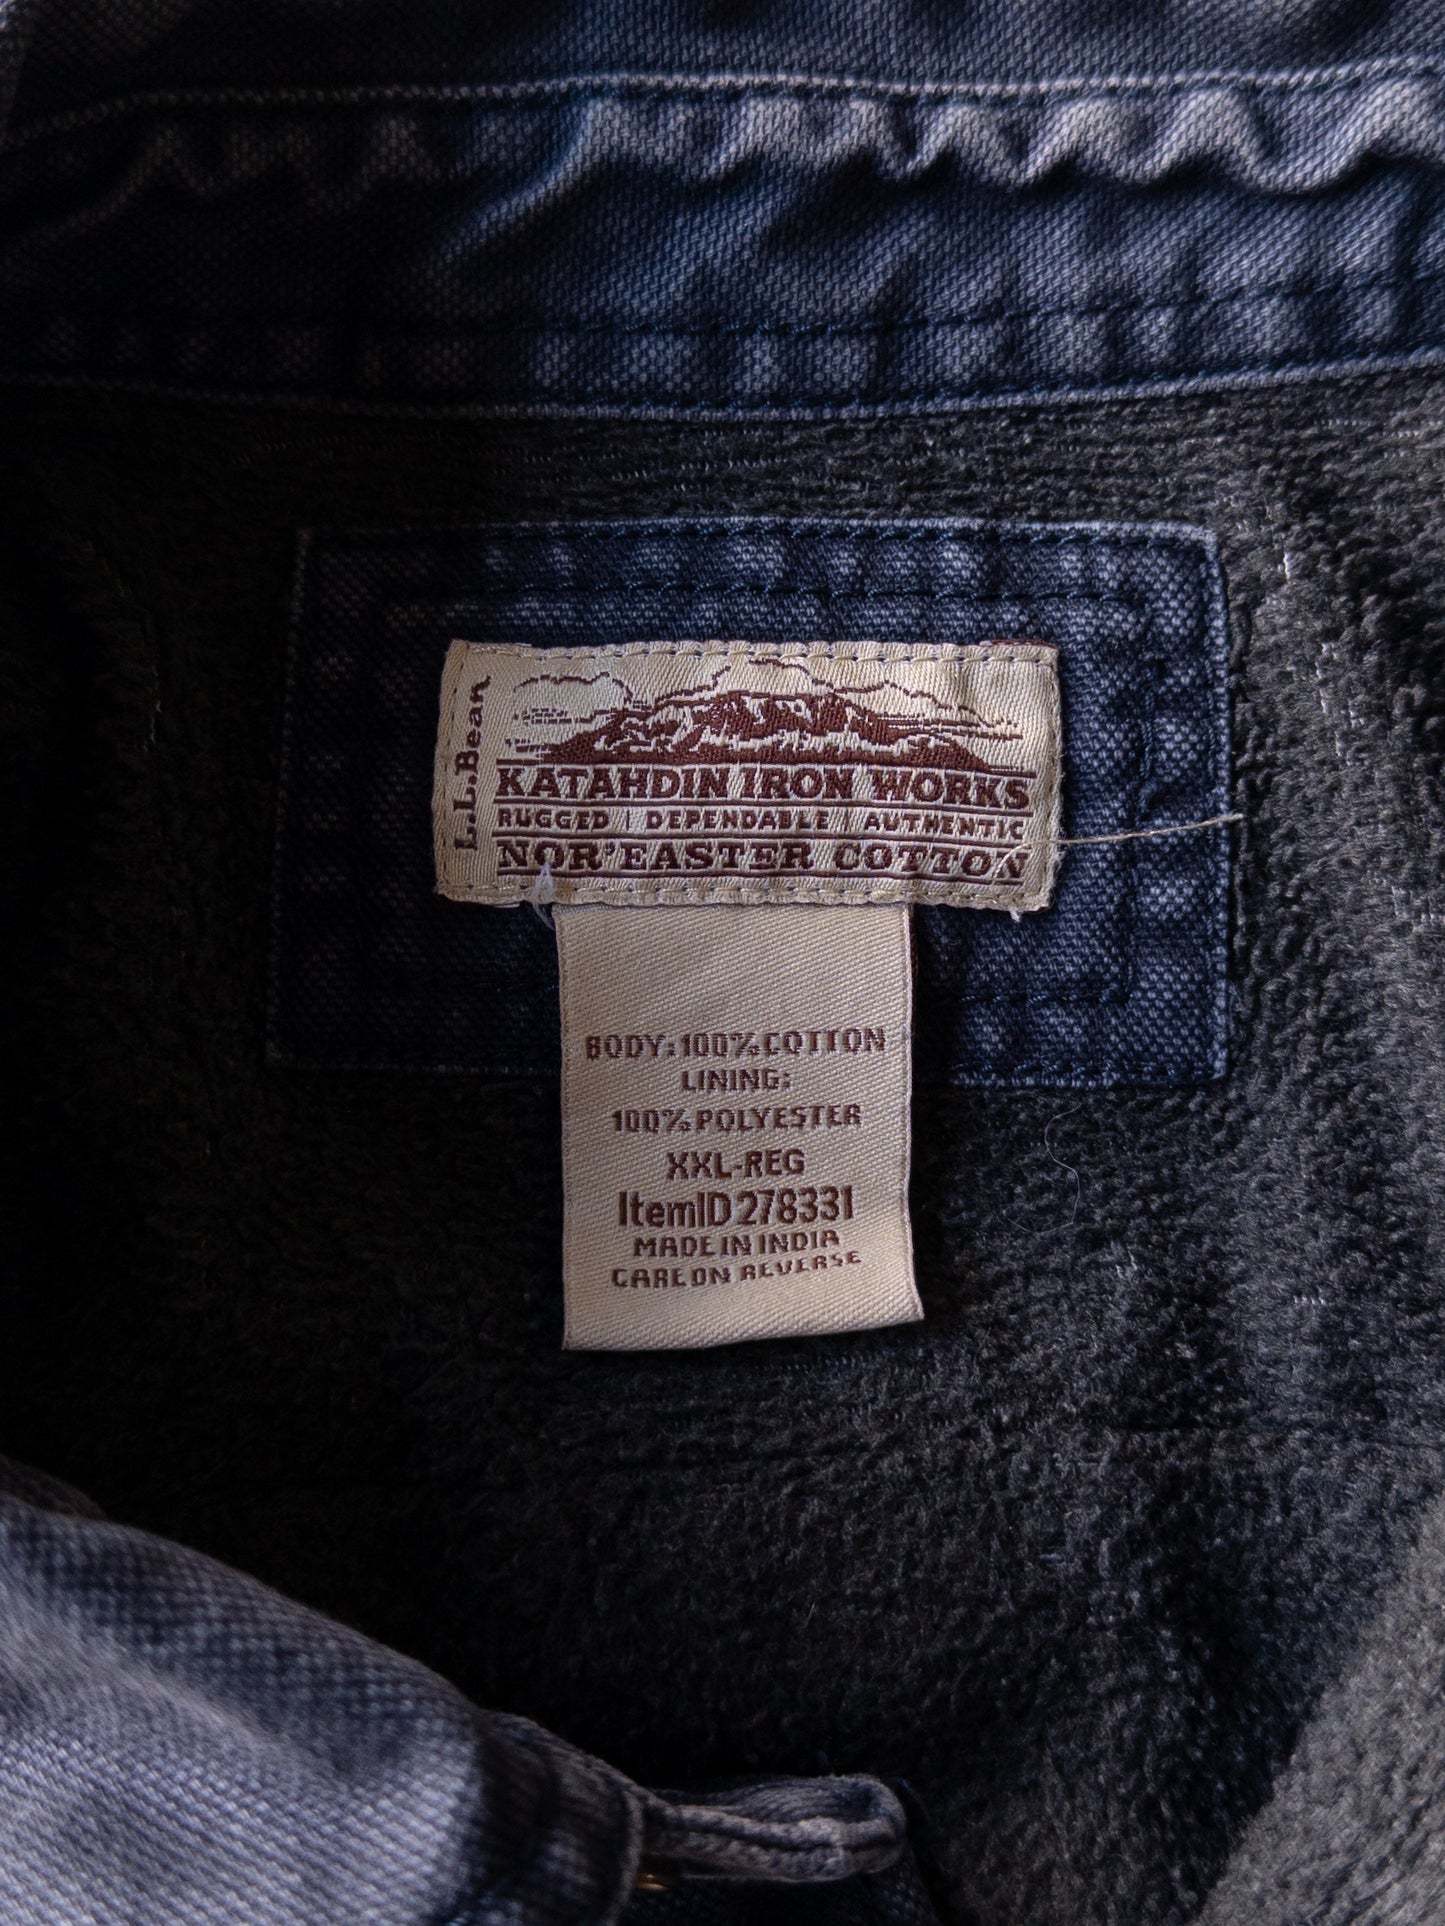 L.L.Bean
KATAHDIN IRON WORKS
RUGGED | DEPENDABLE | AUTHENTIC
NOR'EASTER COTTON
BODY: 100% COTTON
LINING:
100% POLYESTER
XXL-REG
ItemID 278331
MADE IN INDIA
CARE ON REVERSE